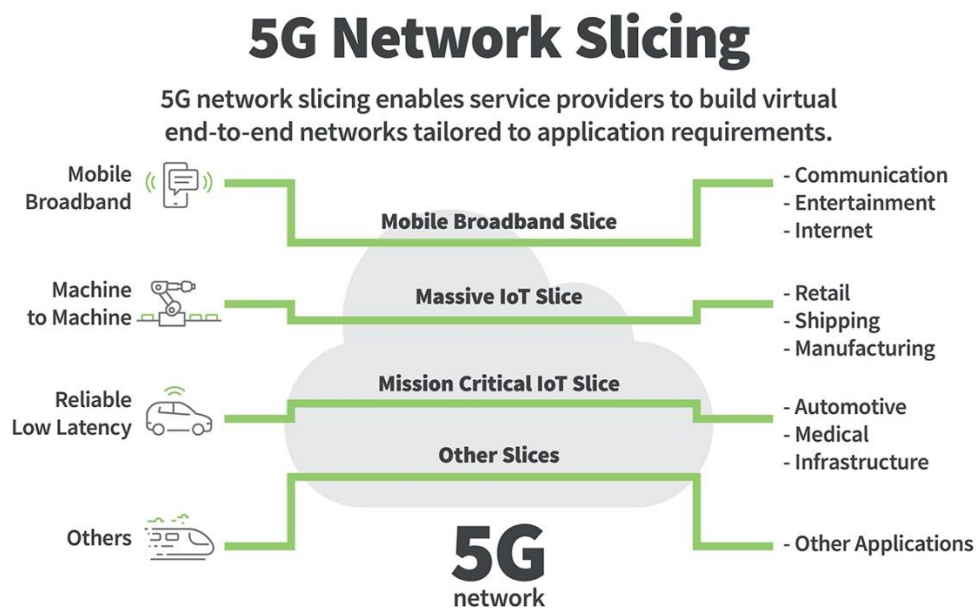 5G Network Slicing
5G network slicing enables service providers to build virtual
end-to-end networks tailored to application requirements.
Mobile
Broadband
Mobile Broadband Slice
- Communication
- Entertainment
- Internet
Machine
to Machine
Massive IoT Slice
- Retail
- Shipping
- Manufacturing
Reliable
Low Latency
Mission Critical IoT Slice
- Automotive
- Medical
- Infrastructure
Others
Other Slices
- Other Applications
5G
network